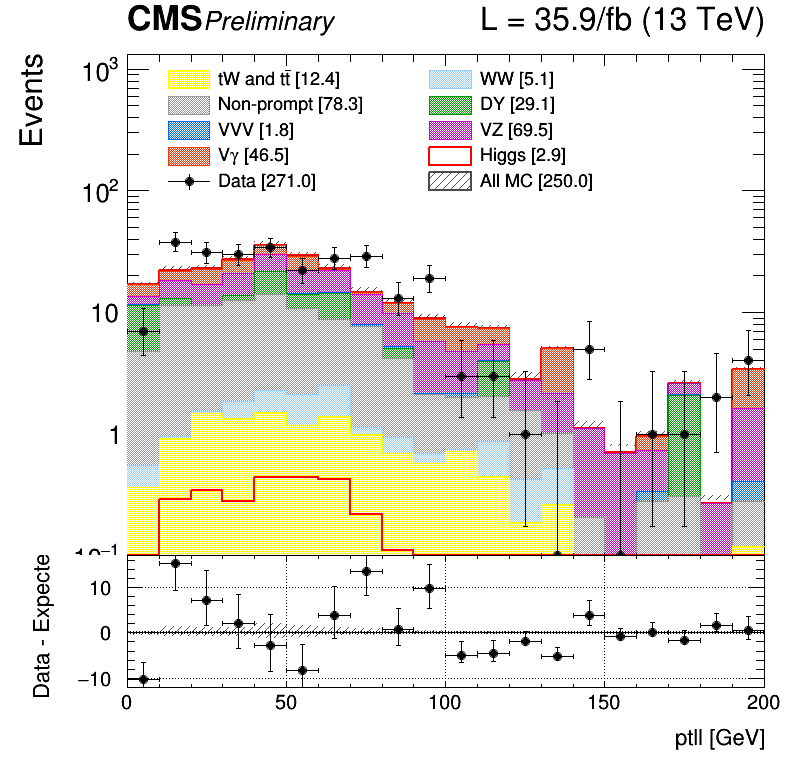 CMS Preliminary L = 35.9/fb (13 TeV)
Events
tW and tt̄ [12.4] WW [5.1]
Non-prompt [78.3] DY [29.1]
VVV [1.8] VZ [69.5]
Vγ [46.5] Higgs [2.9]
Data [271.0] All MC [250.0]
10³
10²
10
1
Data - Expecte
10
0
−10
0 50 100 150 200
ptll [GeV]